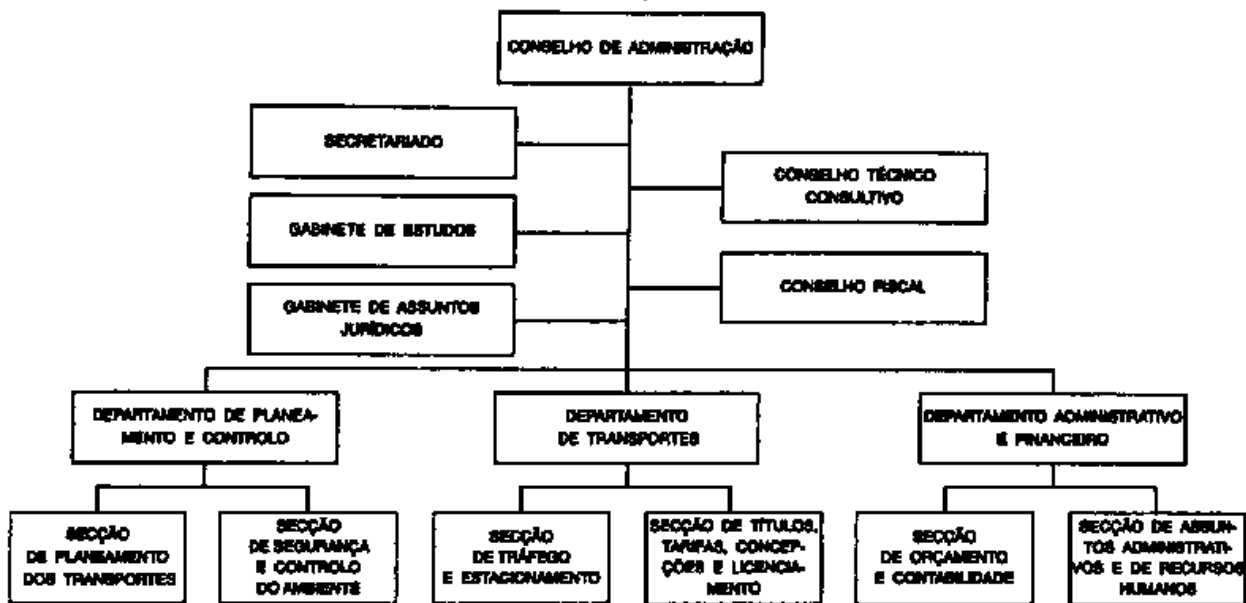 CONSELHO DE ADMINISTRAÇÃO
SECRETARIADO
CONSELHO TÉCNICO
CONSULTIVO
GABINETE DE ESTUDOS
CONSELHO FISCAL
GABINETE DE ASSUNTOS
JURÍDICOS
DEPARTAMENTO DE PLANEA-
MENTO E CONTROLO
DEPARTAMENTO
DE TRANSPORTES
DEPARTAMENTO ADMINISTRATIVO
E FINANCEIRO
SECÇÃO
DE PLANEAMENTO
DOS TRANSPORTES
SECÇÃO
DE SEGURANÇA
E CONTROLO
DO AMBIENTE
SECÇÃO
DE TRÁFEGO
E ESTACIONAMENTO
SECÇÃO DE TÍTULOS,
TARIFAS, CONCEP-
ÇÕES E LICENCIA-
MENTO
SECÇÃO
DE ORÇAMENTO
E CONTABILIDADE
SECÇÃO DE ASSUN-
TOS ADMINISTRATI-
VOS E DE RECURSOS
HUMANOS